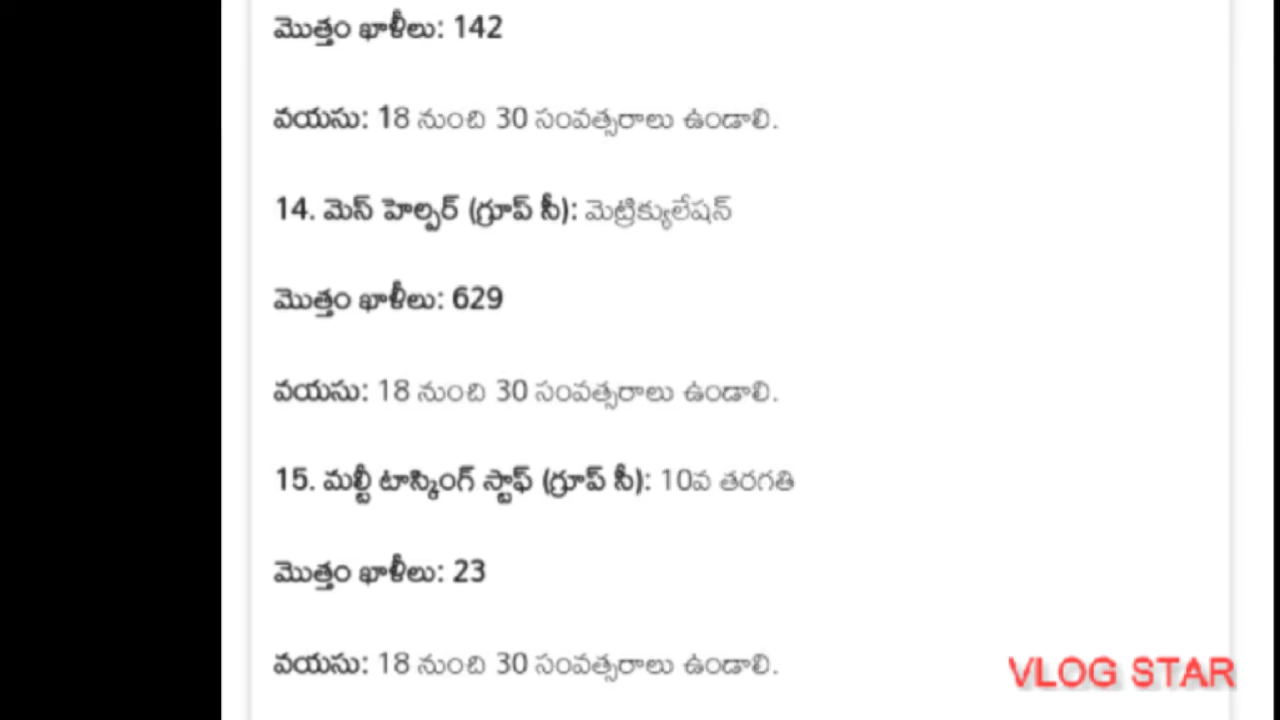 మొత్తం ఖాళీలు: 142
వయసు: 18 నుంచి 30 సంవత్సరాలు ఉండాలి.
14. మెస్ హెల్పర్ (గ్రూప్ సీ): మెట్రిక్యులేషన్
మొత్తం ఖాళీలు: 629
వయసు: 18 నుంచి 30 సంవత్సరాలు ఉండాలి.
15. మల్టీ టాస్కింగ్ స్టాఫ్ (గ్రూప్ సీ): 10వ తరగతి
మొత్తం ఖాళీలు: 23
వయసు: 18 నుంచి 30 సంవత్సరాలు ఉండాలి.
VLOG STAR